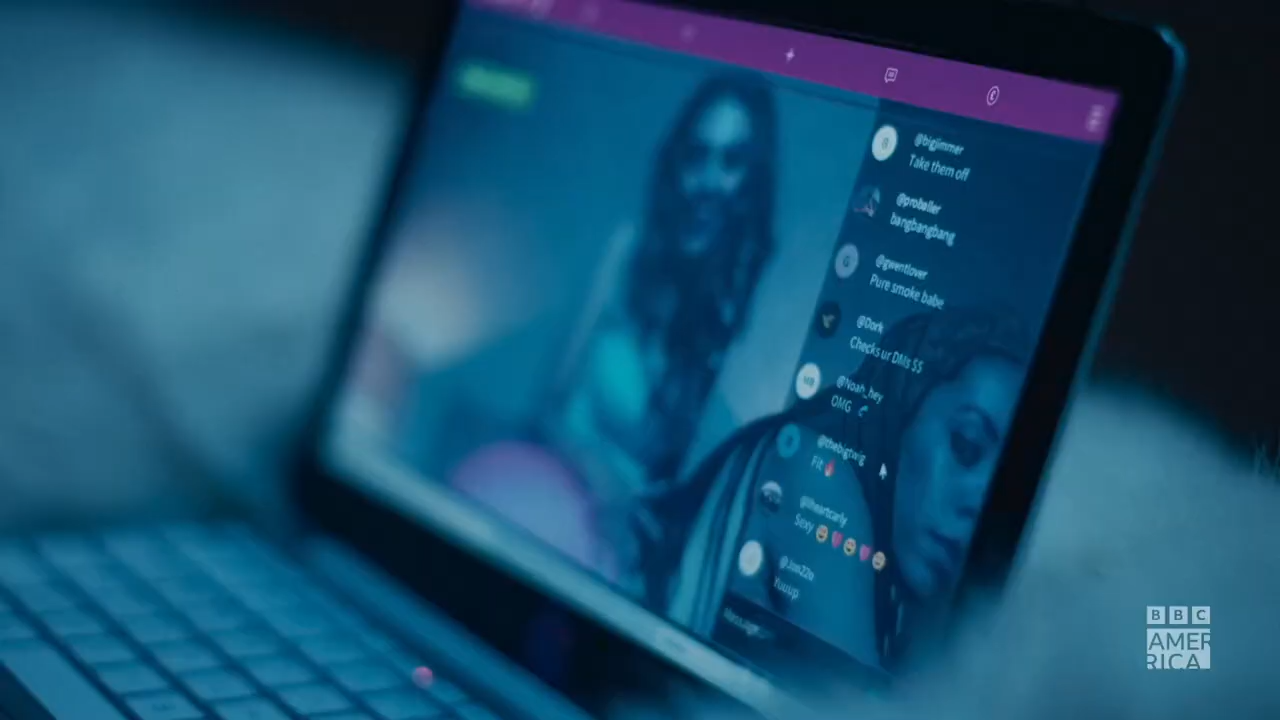 @bigjimmer
Take them off
@proballer
bangbangbang
@gwentlover
Pure smoke babe
@Dork
Checks ur DMs $$
@Noah_hey
OMG
@thebigtwig
Fit 🔥
@iheartcarly
Sexy
Yuuup
Message
BBC
AMERICA